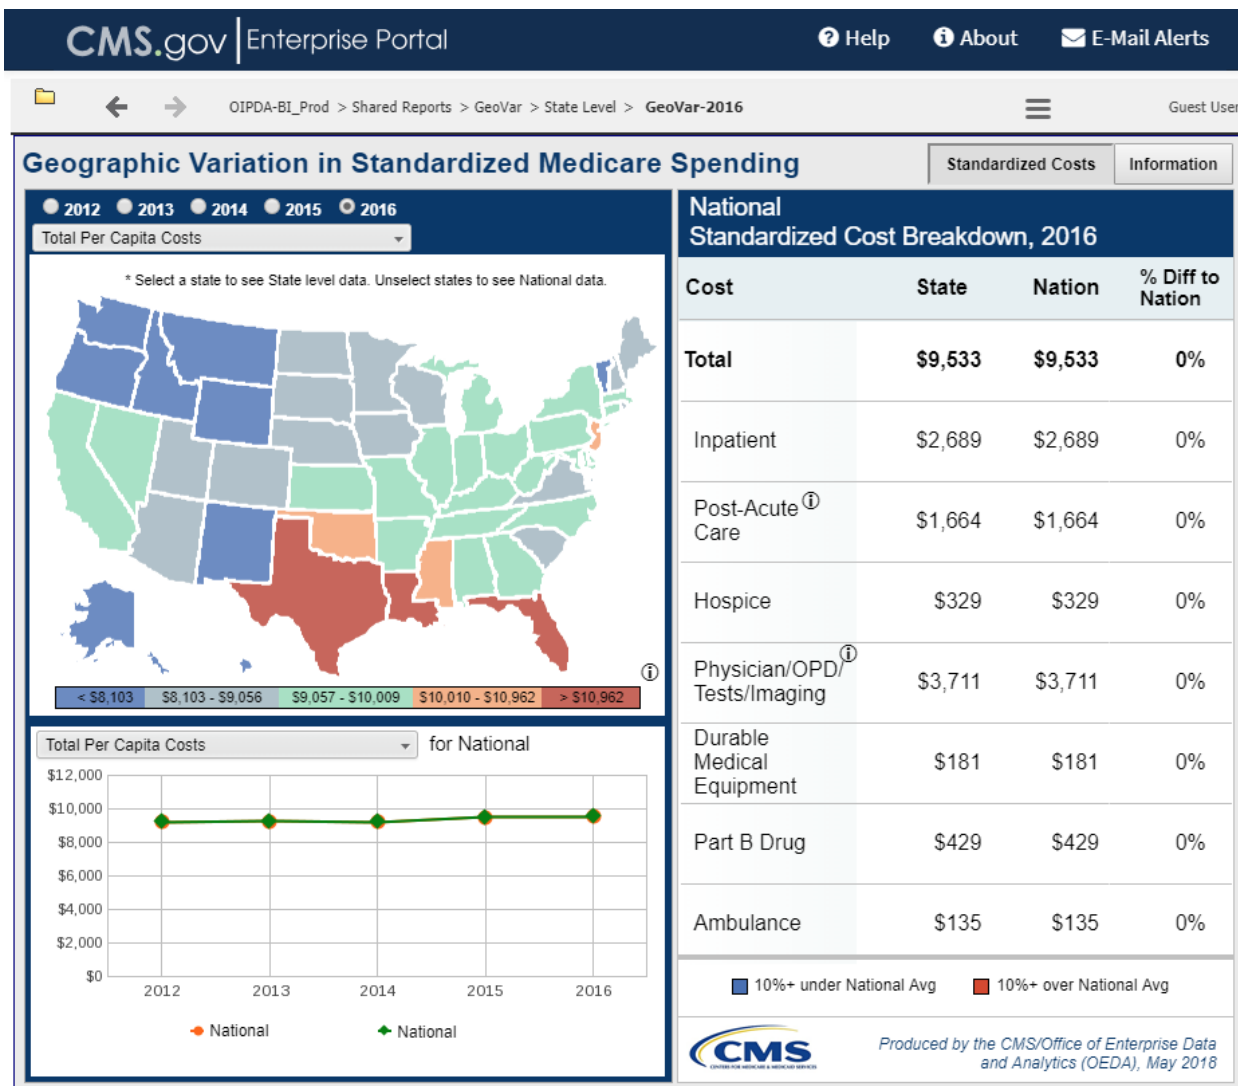 CMS.gov Enterprise Portal
Help About E-Mail Alerts
OIPDA-BI_Prod > Shared Reports > GeoVar > State Level > GeoVar-2016
Guest User
Geographic Variation in Standardized Medicare Spending
Standardized Costs Information
2012 2013 2014 2015 2016
Total Per Capita Costs
* Select a state to see State level data. Unselect states to see National data.
< $8,103 $8,103 - $9,056 $9,057 - $10,009 $10,010 - $10,962 > $10,962
Total Per Capita Costs for National
$12,000
$10,000
$8,000
$6,000
$4,000
$2,000
$0
2012 2013 2014 2015 2016
National National
National
Standardized Cost Breakdown, 2016
Cost State Nation % Diff to
Nation
Total $9,533 $9,533 0%
Inpatient $2,689 $2,689 0%
Post-Acute
Care $1,664 $1,664 0%
Hospice $329 $329 0%
Physician/OPD/
Tests/Imaging $3,711 $3,711 0%
Durable
Medical $181 $181 0%
Equipment
Part B Drug $429 $429 0%
Ambulance $135 $135 0%
10%+ under National Avg 10%+ over National Avg
CMS
CENTERS FOR MEDICARE & MEDICAID SERVICES
Produced by the CMS/Office of Enterprise Data
and Analytics (OEDA), May 2018